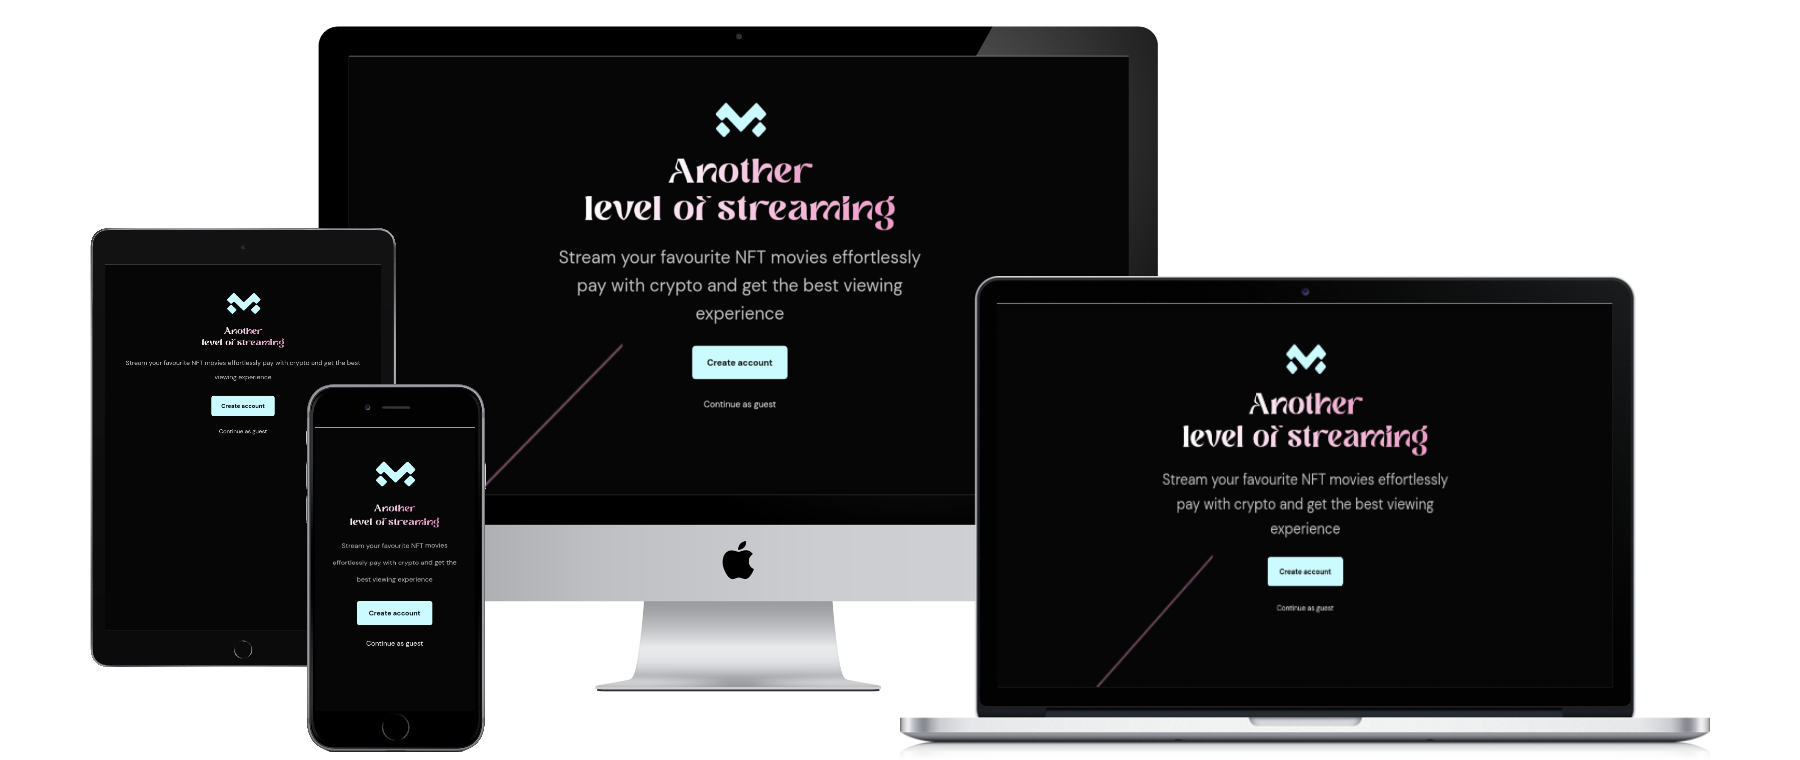 Another
level of streaming
Stream your favourite NFT movies effortlessly
pay with crypto and get the best viewing
experience
Create account
Continue as guest
Another
level of streaming
Stream your favourite NFT movies effortlessly pay with crypto and get the best
viewing experience
Create account
Continue as guest
Another
level of streaming
Stream your favourite NFT movies
effortlessly pay with crypto and get the
best viewing experience
Create account
Continue as guest
Another
level of streaming
Stream your favourite NFT movies effortlessly
pay with crypto and get the best viewing
experience
Create account
Continue as guest